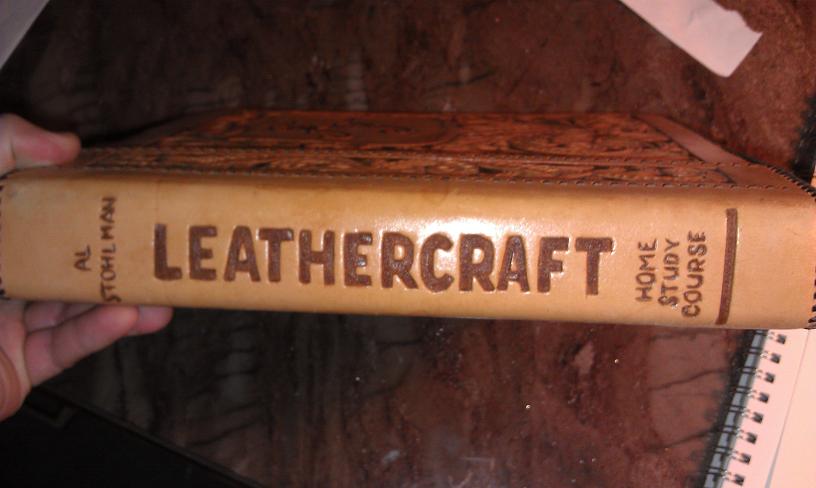 AL
STOHLMAN
LEATHERCRAFT
HOME
STUDY
COURSE